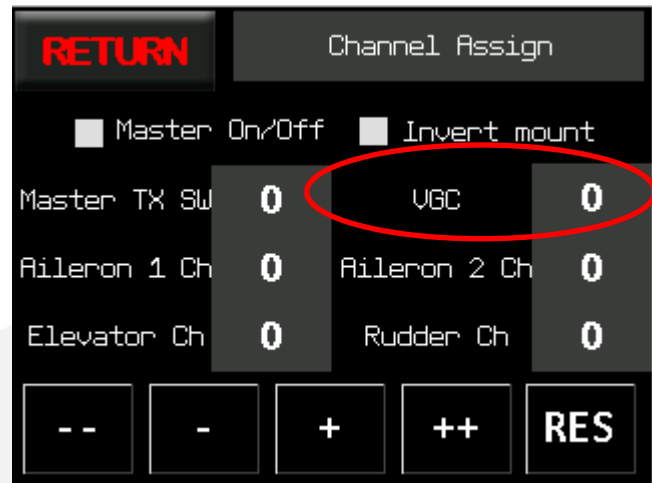 RETURN Channel Assign
Master On/Off Invert mount
Master TX SW 0 VGC 0
Aileron 1 Ch 0 Aileron 2 Ch 0
Elevator Ch 0 Rudder Ch 0
-- - + ++ RES